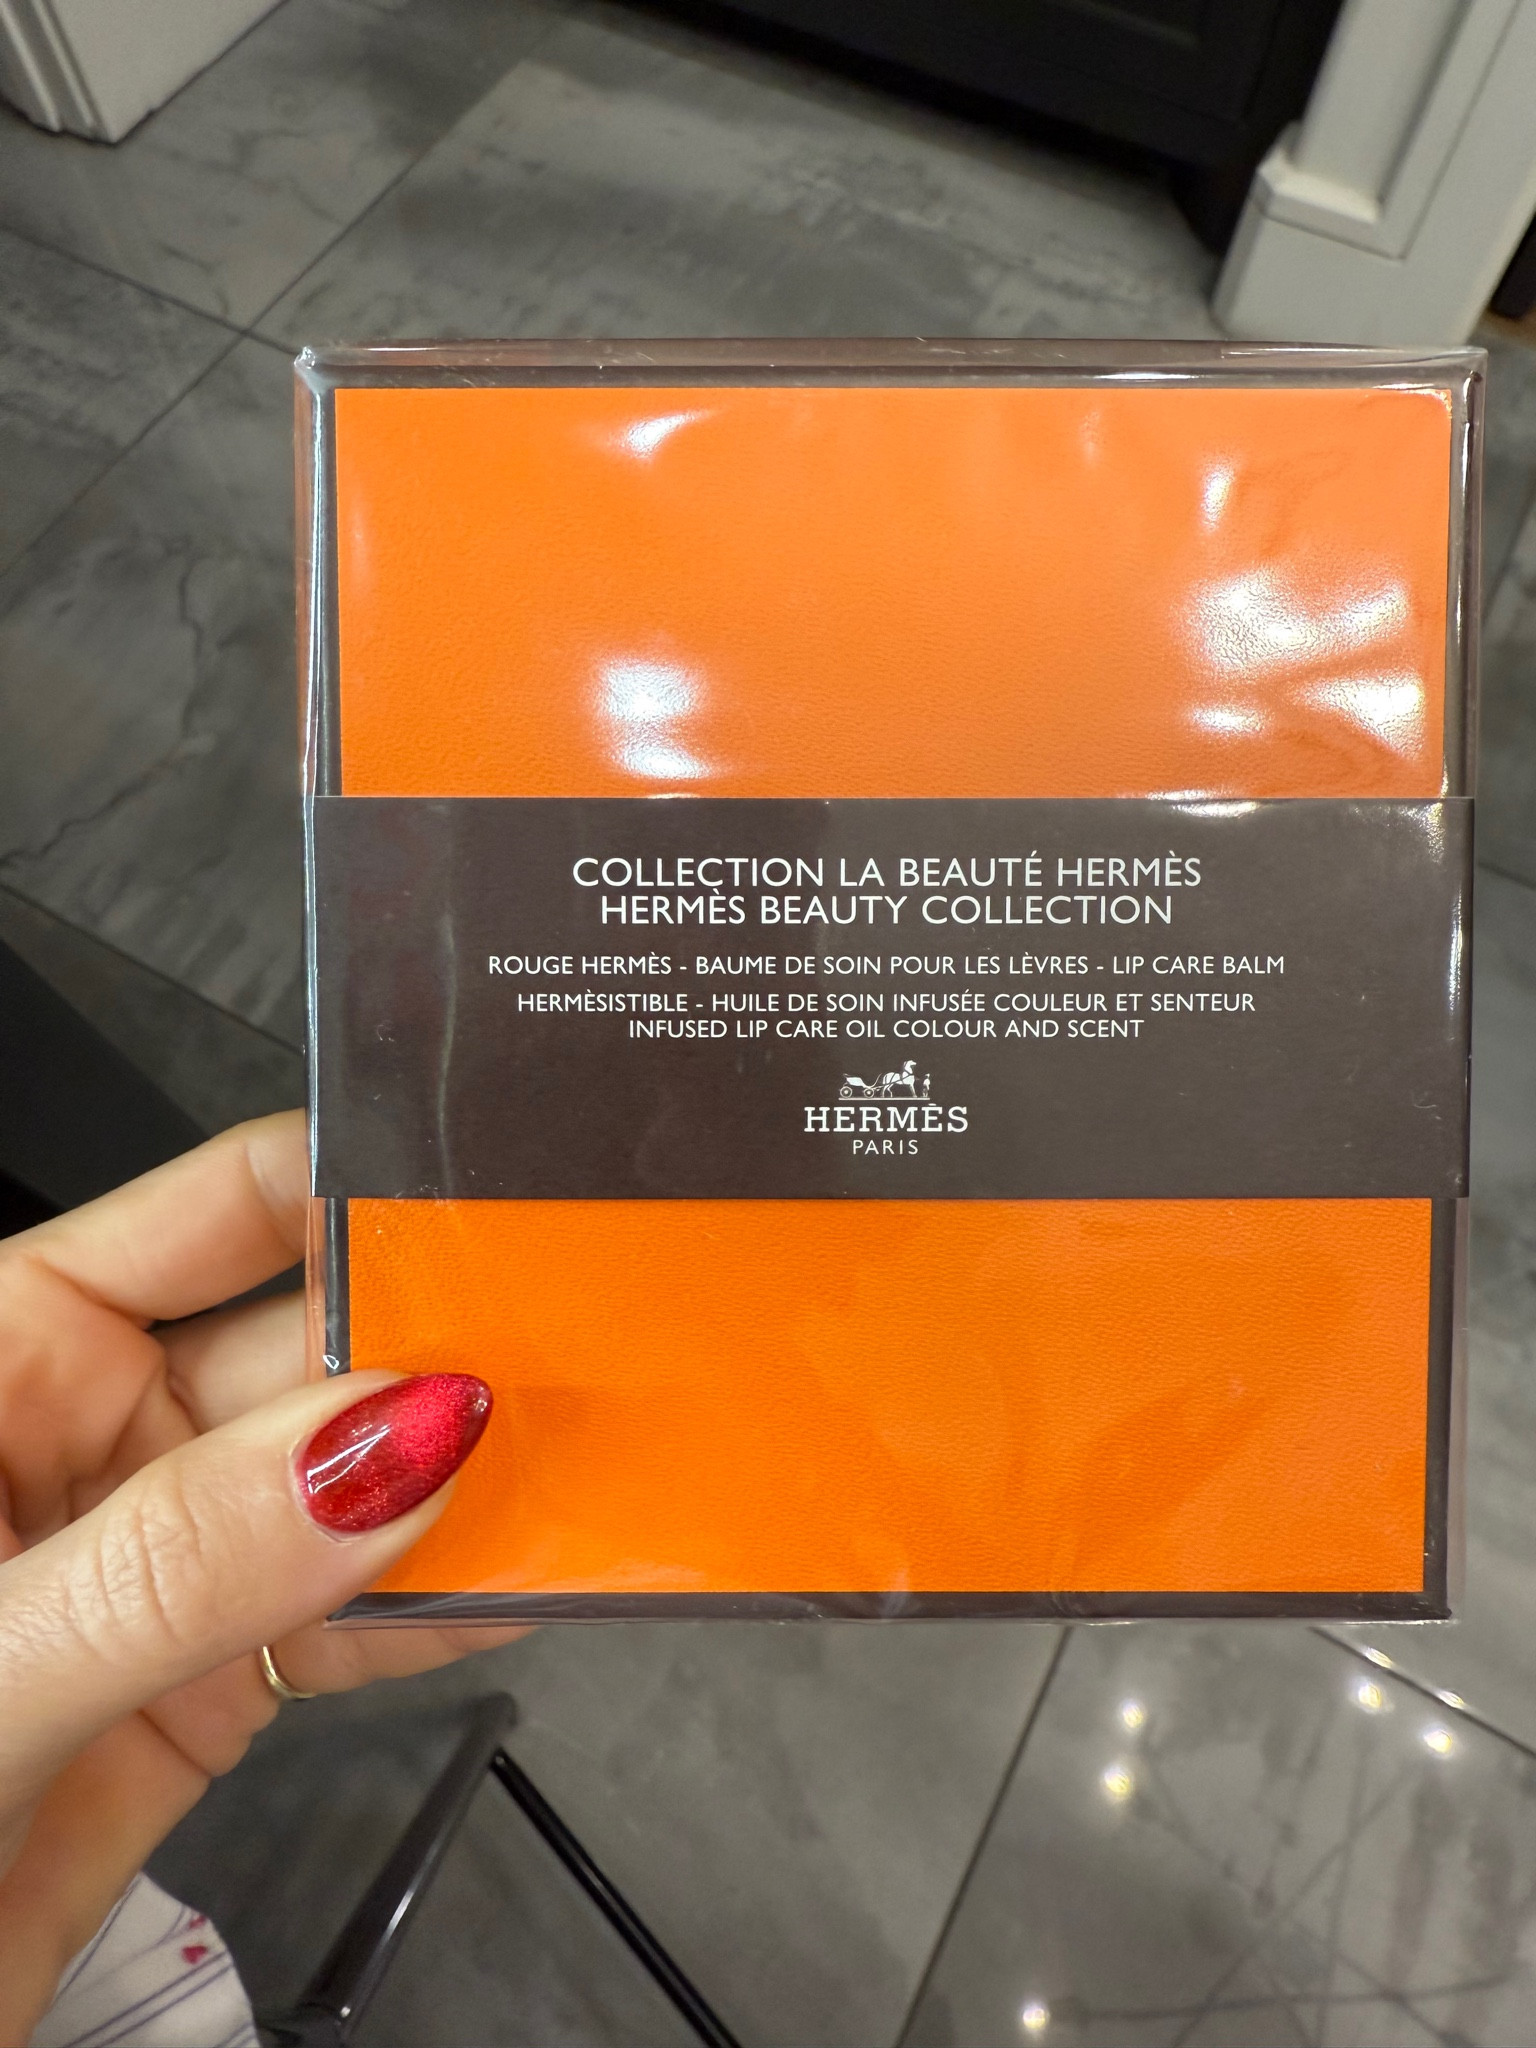 COLLECTION LA BEAUTÉ HERMÈS
HERMÈS BEAUTY COLLECTION
ROUGE HERMÈS - BAUME DE SOIN POUR LES LÈVRES - LIP CARE BALM
HERMÈSISTIBLE - HUILE DE SOIN INFUSÉE COULEUR ET SENTEUR
INFUSED LIP CARE OIL COLOUR AND SCENT
HERMÈS
PARIS